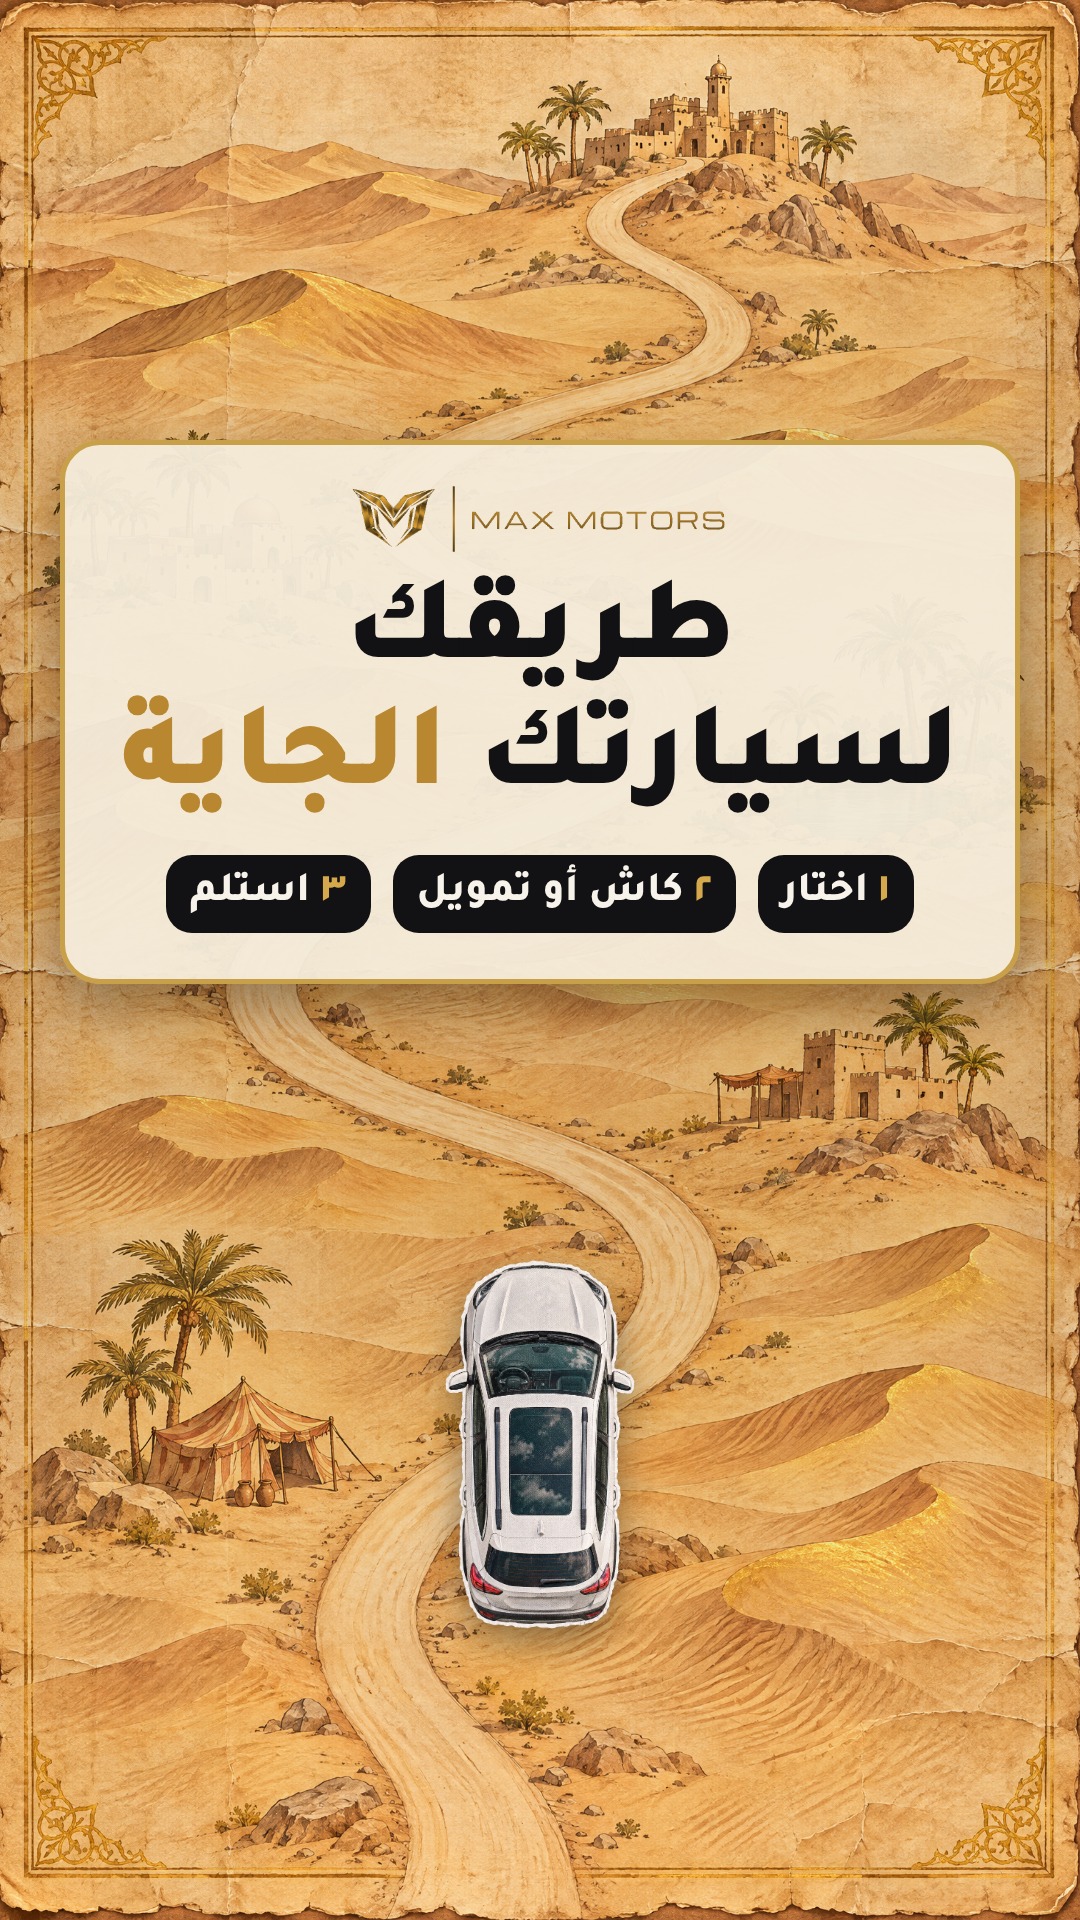 MAX MOTORS
طريقك
لسيارتك الجاية
١ اختار
٢ كاش أو تمويل
٣ استلم